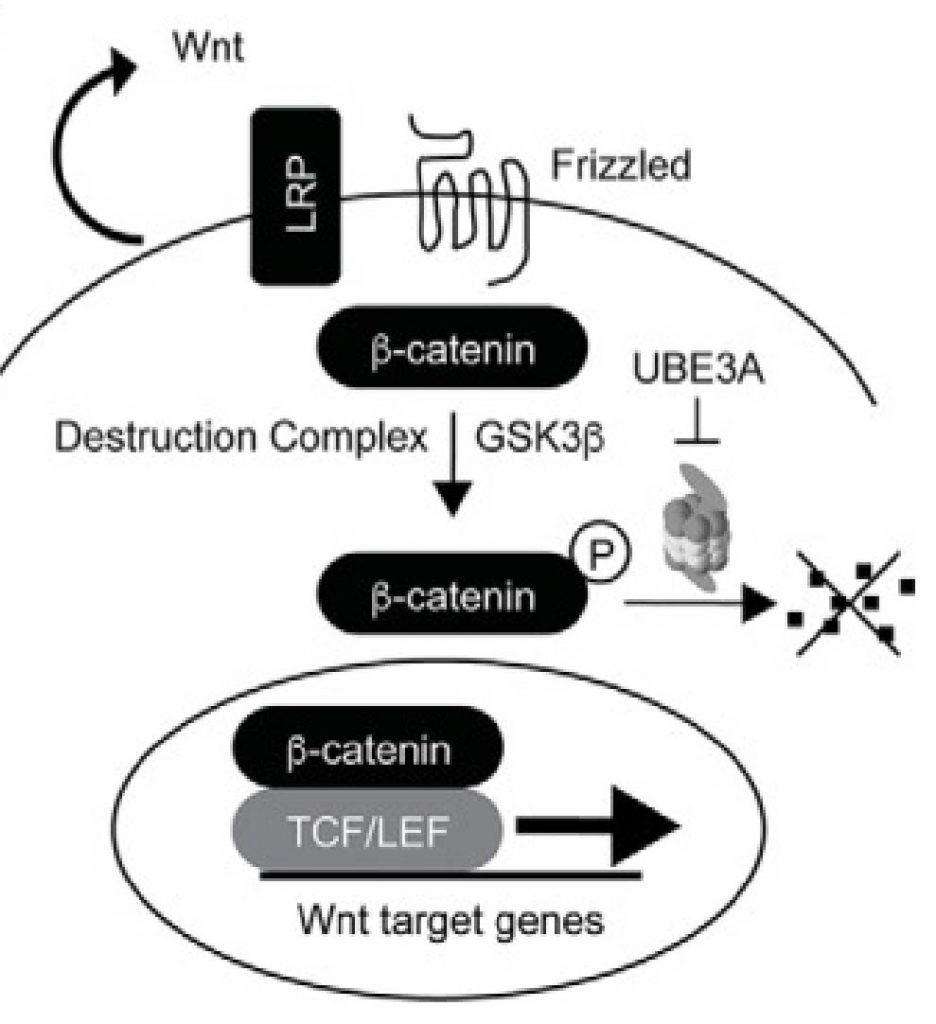 Wnt
LRP
Frizzled
β-catenin
UBE3A
Destruction Complex
GSK3β
P
β-catenin
β-catenin
TCF/LEF
Wnt target genes